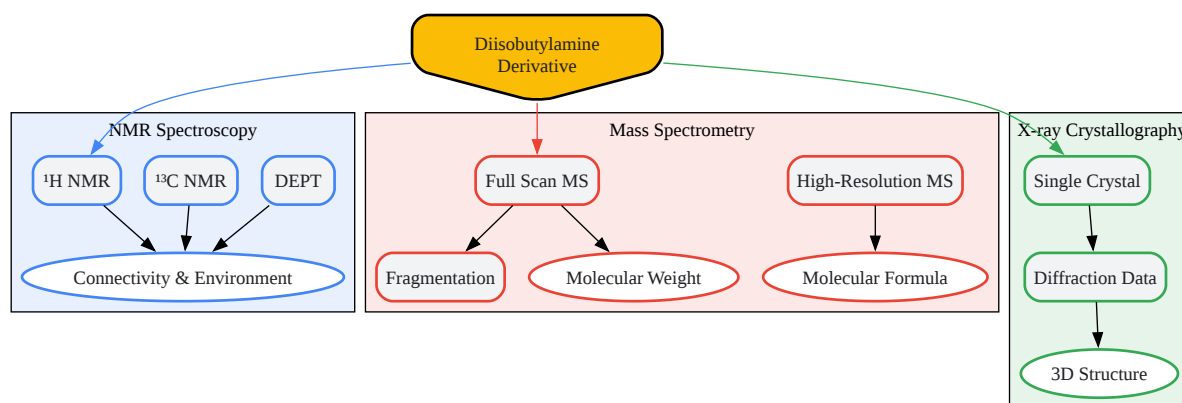 Diisobutylamine
Derivative
NMR Spectroscopy
Mass Spectrometry
X-ray Crystallography
¹H NMR
¹³C NMR
DEPT
Full Scan MS
High-Resolution MS
Single Crystal
Connectivity & Environment
Fragmentation
Molecular Weight
Molecular Formula
Diffraction Data
3D Structure